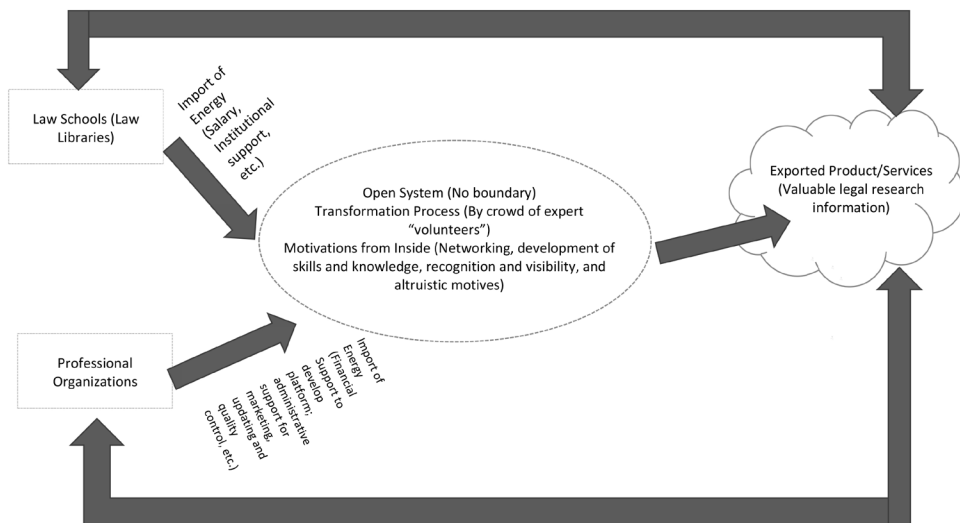 Law Schools (Law
Libraries)
Import of
Energy
(Salary,
Institutional
support,
etc.)
Open System (No boundary)
Transformation Process (By crowd of expert
“volunteers”)
Motivations from Inside (Networking, development of
skills and knowledge, recognition and visibility, and
altruistic motives)
Exported Product/Services
(Valuable legal research
information)
Professional
Organizations
Import of
Energy
(Financial
Support to
develop
platform;
administrative
support for
marketing,
updating and
quality
control, etc.)